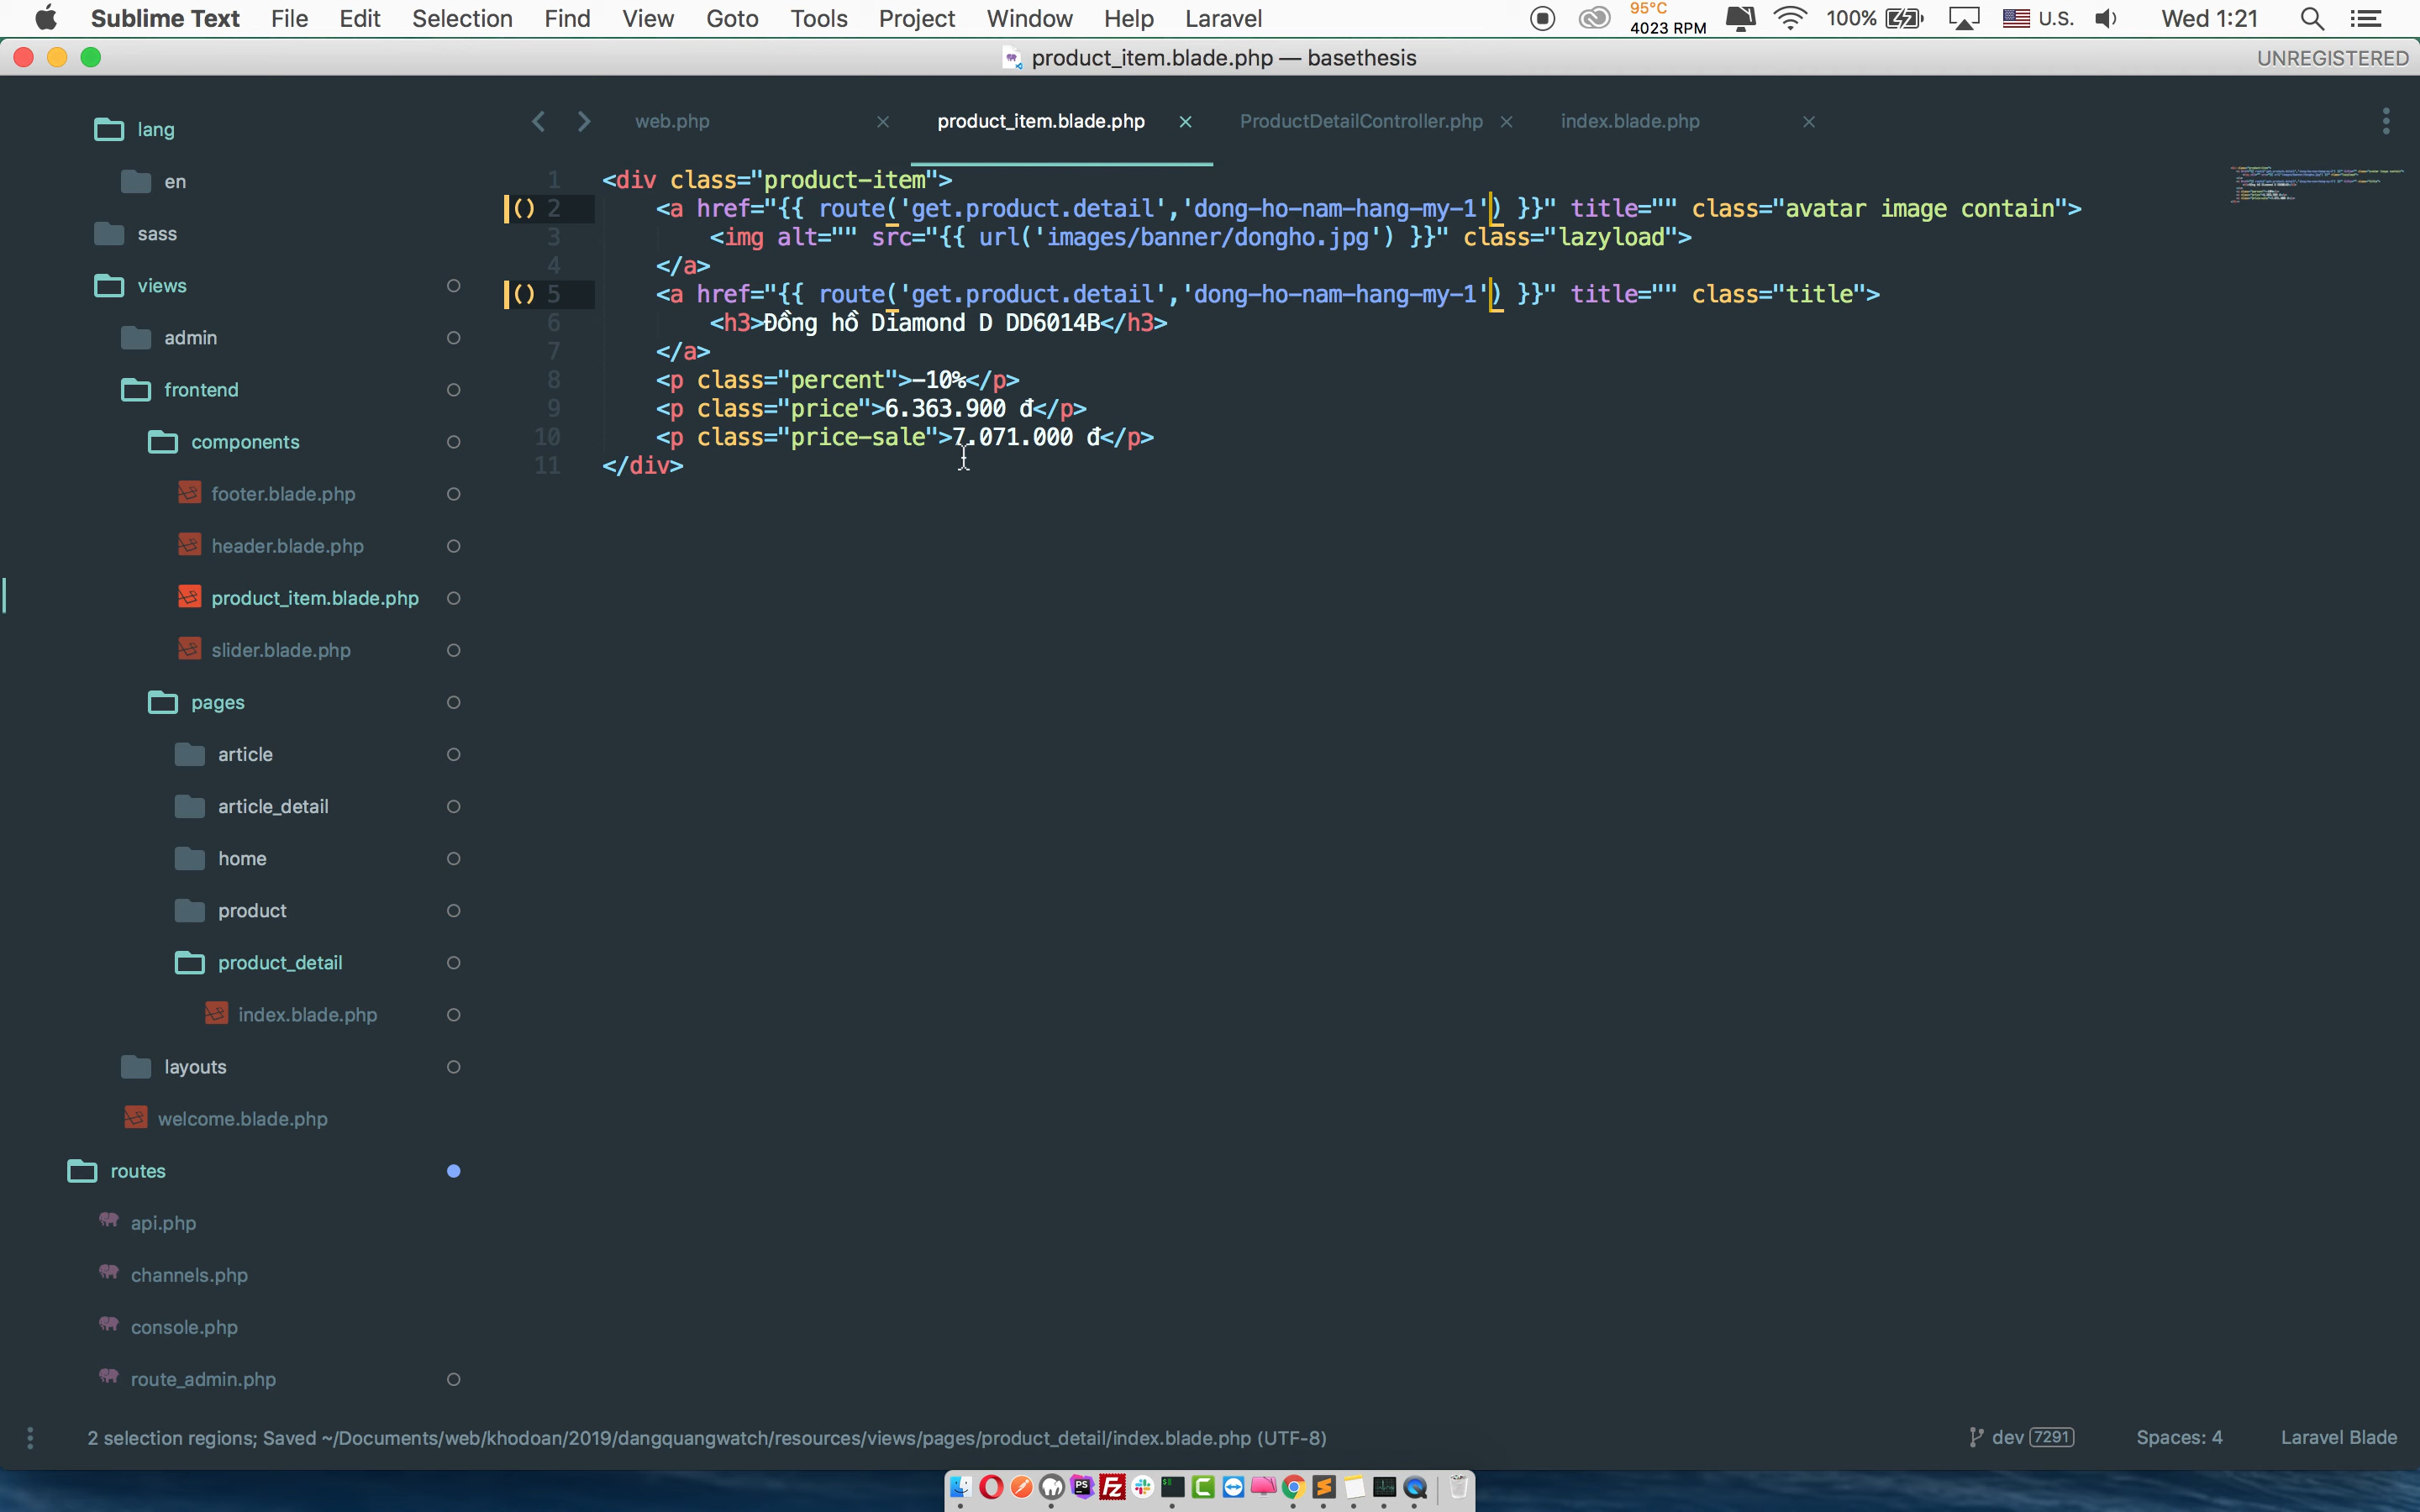 Sublime Text File Edit Selection Find View Goto Tools Project Window Help Laravel 95°C 4023 RPM 100% U.S. Wed 1:21
product_item.blade.php — basethesis UNREGISTERED
lang
en
sass
views
admin
frontend
components
footer.blade.php
header.blade.php
product_item.blade.php
slider.blade.php
pages
article
article_detail
home
product
product_detail
index.blade.php
layouts
welcome.blade.php
routes
api.php
channels.php
console.php
route_admin.php
web.php product_item.blade.php ProductDetailController.php index.blade.php
1 <div class="product-item">
() 2 <a href="{{ route('get.product.detail','dong-ho-nam-hang-my-1') }}" title="" class="avatar image contain">
3 <img alt="" src="{{ url('images/banner/dongho.jpg') }}" class="lazyload">
4 </a>
() 5 <a href="{{ route('get.product.detail','dong-ho-nam-hang-my-1') }}" title="" class="title">
6 <h3>Đồng hồ Diamond D DD6014B</h3>
7 </a>
8 <p class="percent">-10%</p>
9 <p class="price">6.363.900 đ</p>
10 <p class="price-sale">7.071.000 đ</p>
11 </div>
2 selection regions; Saved ~/Documents/web/khodoan/2019/dangquangwatch/resources/views/pages/product_detail/index.blade.php (UTF-8) dev 7291 Spaces: 4 Laravel Blade